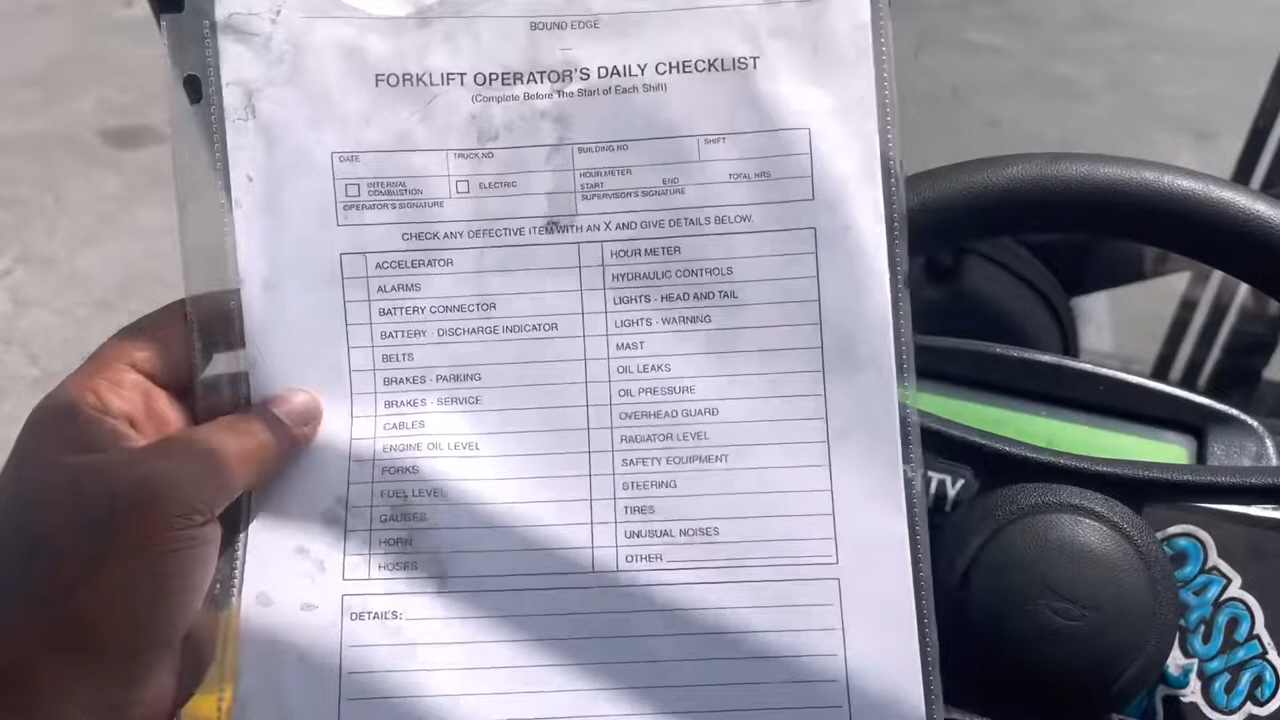 BOUND EDGE
FORKLIFT OPERATOR'S DAILY CHECKLIST
(Complete Before The Start of Each Shift)
DATE
TRUCK NO
BUILDING NO
SHIFT
INTERNAL COMBUSTION
ELECTRIC
HOUR METER
START END TOTAL HRS
OPERATOR'S SIGNATURE
SUPERVISOR'S SIGNATURE
CHECK ANY DEFECTIVE ITEM WITH AN X AND GIVE DETAILS BELOW.
ACCELERATOR
ALARMS
BATTERY CONNECTOR
BATTERY - DISCHARGE INDICATOR
BELTS
BRAKES - PARKING
BRAKES - SERVICE
CABLES
ENGINE OIL LEVEL
FORKS
FUEL LEVEL
GAUGES
HORN
HOSES
HOUR METER
HYDRAULIC CONTROLS
LIGHTS - HEAD AND TAIL
LIGHTS - WARNING
MAST
OIL LEAKS
OIL PRESSURE
OVERHEAD GUARD
RADIATOR LEVEL
SAFETY EQUIPMENT
STEERING
TIRES
UNUSUAL NOISES
OTHER
DETAILS:
TY
OASIS